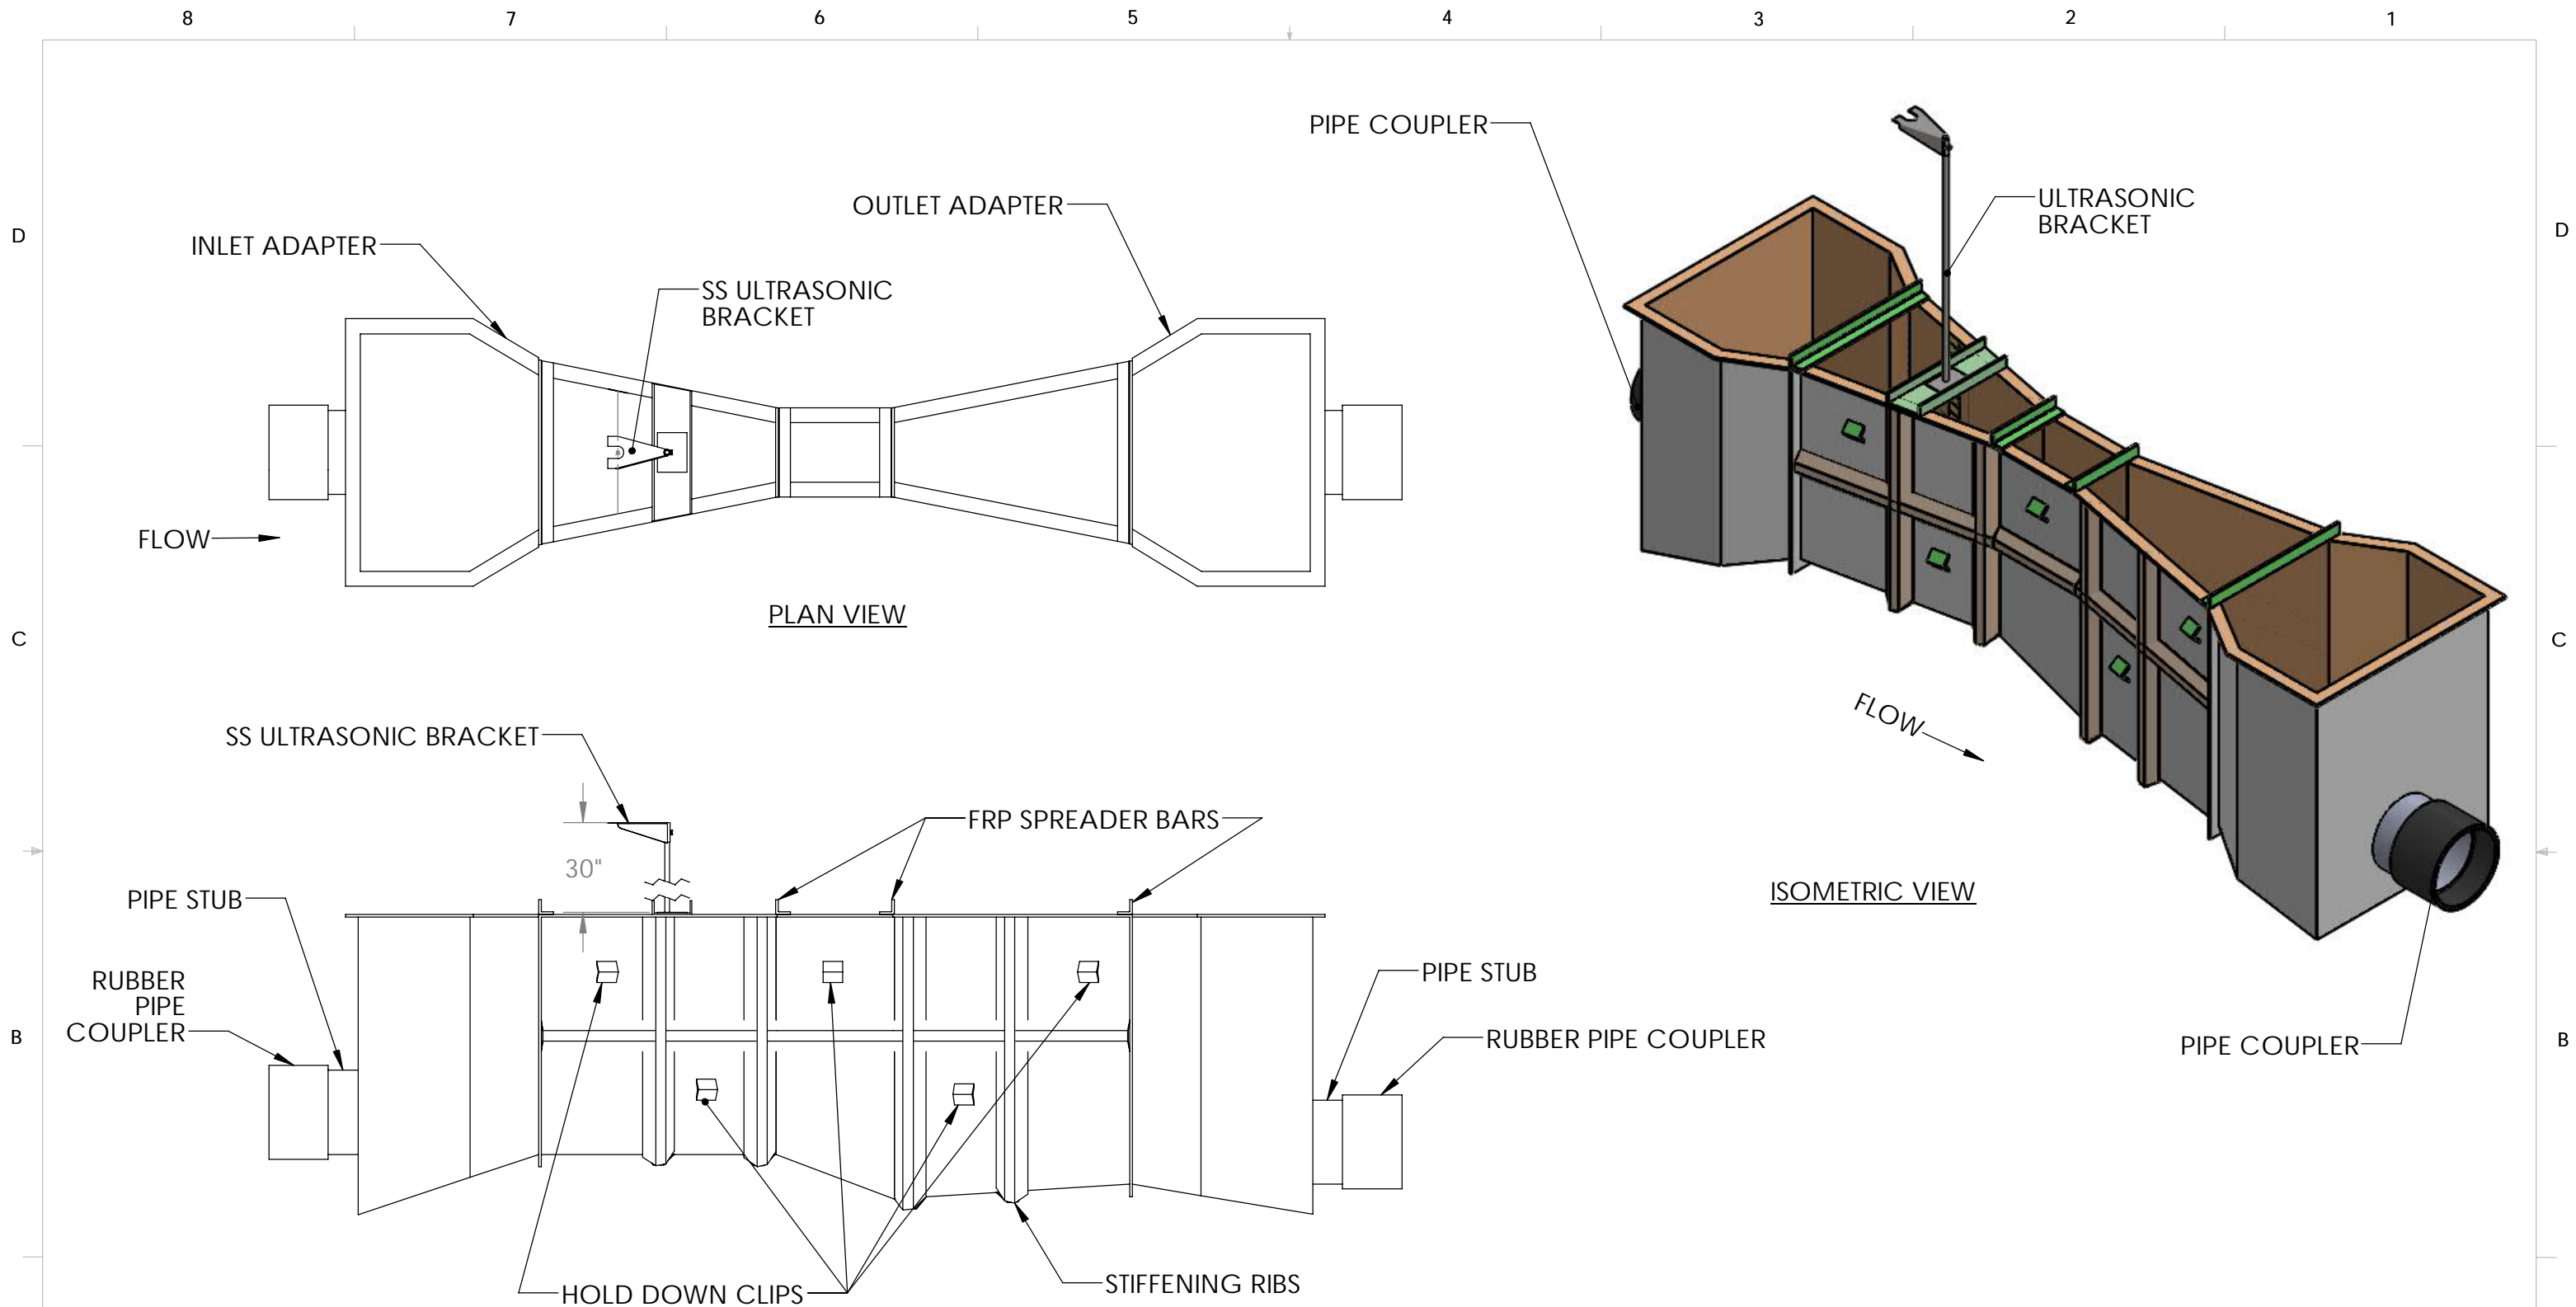 8 7 6 5 4 3 2 1
D
D
PIPE COUPLER
ULTRASONIC
BRACKET
OUTLET ADAPTER
INLET ADAPTER
SS ULTRASONIC
BRACKET
FLOW
PLAN VIEW
C
C
FLOW
SS ULTRASONIC BRACKET
FRP SPREADER BARS
30"
ISOMETRIC VIEW
PIPE STUB
RUBBER
PIPE
COUPLER
PIPE STUB
RUBBER PIPE COUPLER
PIPE COUPLER
B
B
HOLD DOWN CLIPS
STIFFENING RIBS